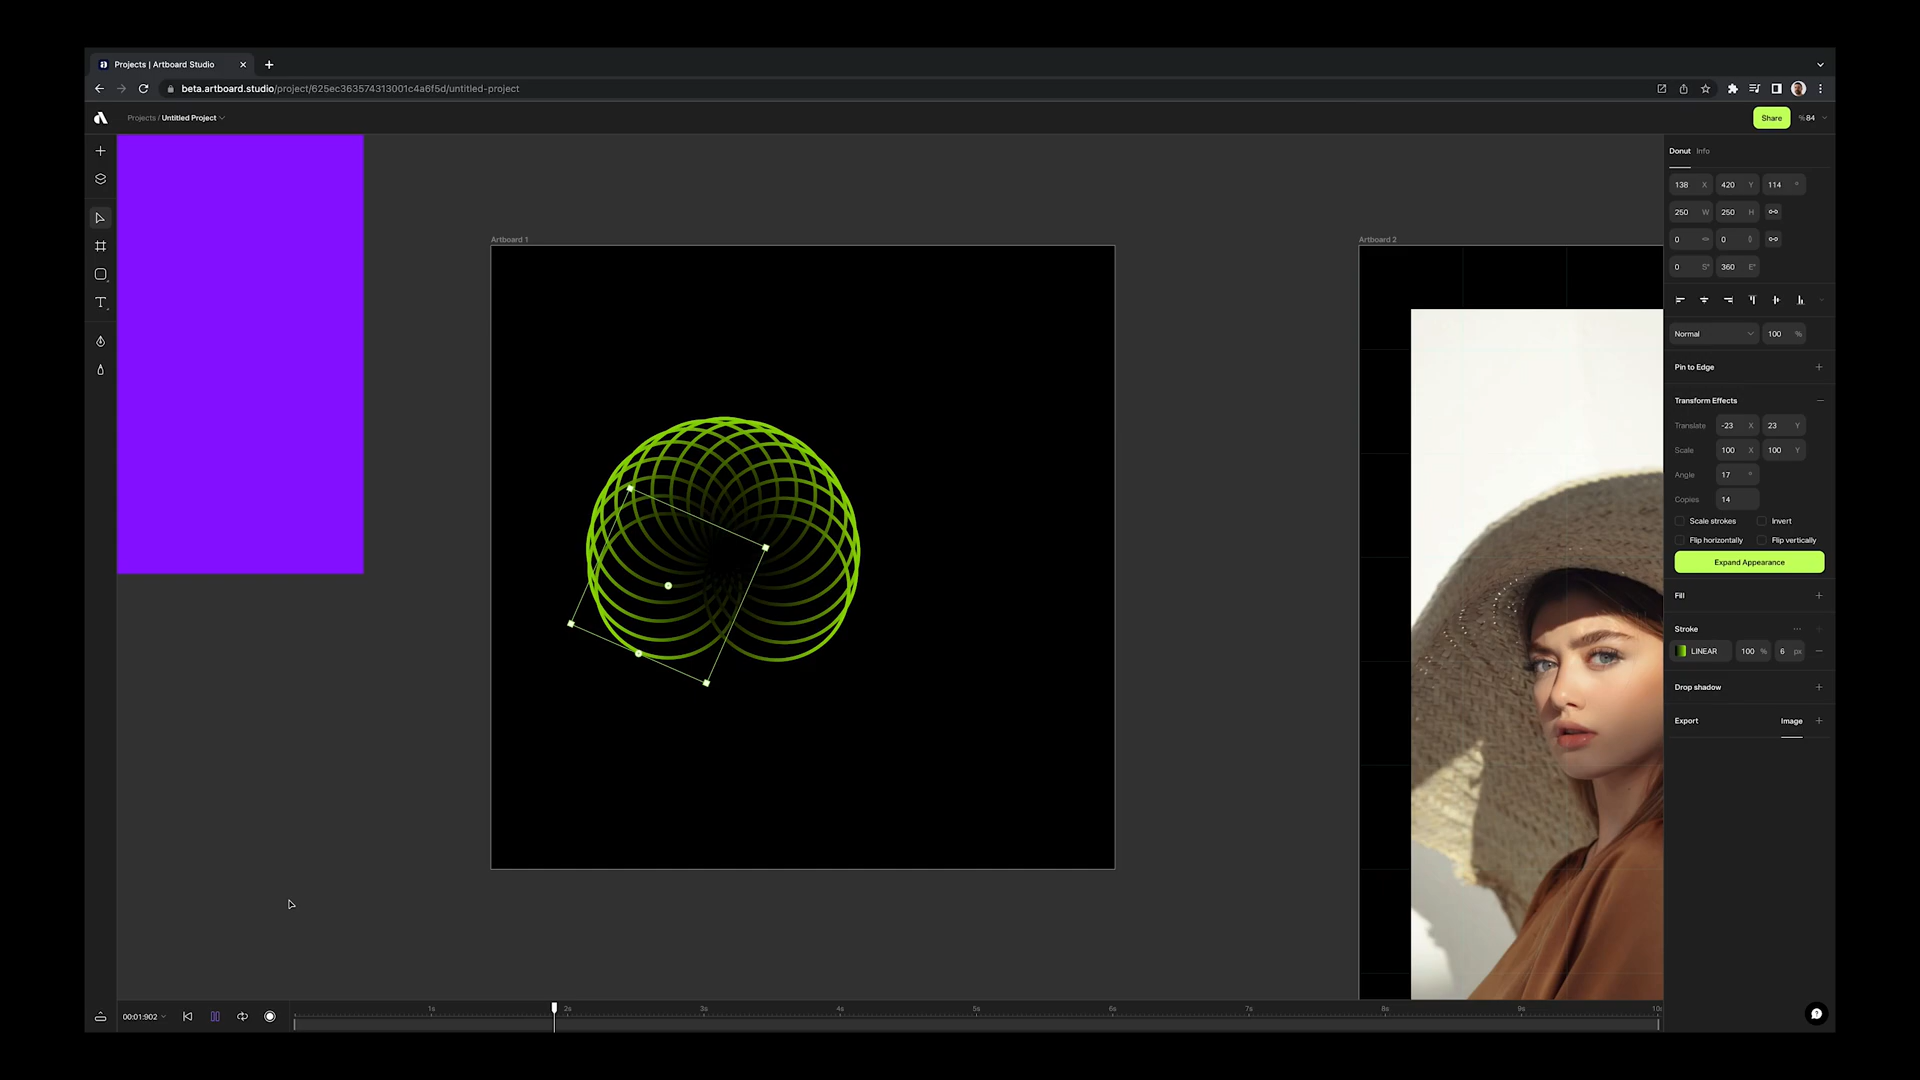 Projects | Artboard Studio
beta.artboard.studio/project/625ec363574313001c4a6f5d/untitled-project
Projects / Untitled Project
Share
% 84
Donut Info
138 X 420 Y 114 °
250 W 250 H
0 0
0 S° 360 E°
Normal 100 %
Pin to Edge
Transform Effects
Translate -23 X 23 Y
Scale 100 X 100 Y
Angle 17 °
Copies 14
Scale strokes Invert
Flip horizontally Flip vertically
Expand Appearance
Fill
Stroke
LINEAR 100 % 6 px
Drop shadow
Export Image
Artboard 1
Artboard 2
T
00:01:902
1s 2s 3s 4s 5s 6s 7s 8s 9s 10s